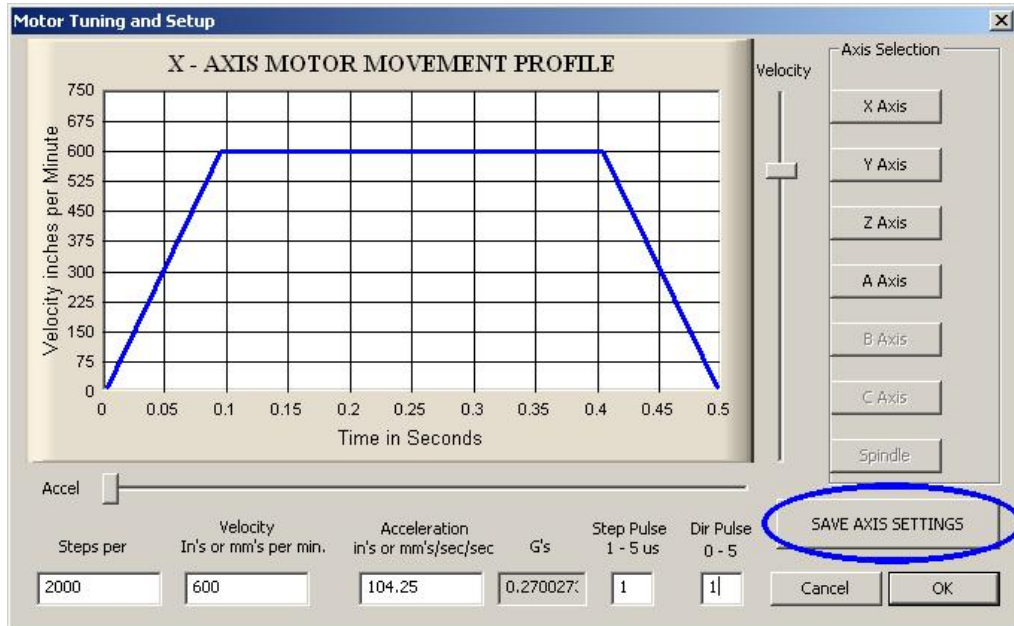 Motor Tuning and Setup
X - AXIS MOTOR MOVEMENT PROFILE
Velocity inches per Minute
750
675
600
525
450
375
300
225
150
75
0
0 0.05 0.1 0.15 0.2 0.25 0.3 0.35 0.4 0.45 0.5
Time in Seconds
Velocity
Axis Selection
X Axis
Y Axis
Z Axis
A Axis
B Axis
C Axis
Spindle
Accel
SAVE AXIS SETTINGS
Steps per
Velocity
In's or mm's per min.
Acceleration
in's or mm's/sec/sec
G's
Step Pulse
1 - 5 us
Dir Pulse
0 - 5
2000
600
104.25
0.270027
1
1
Cancel
OK